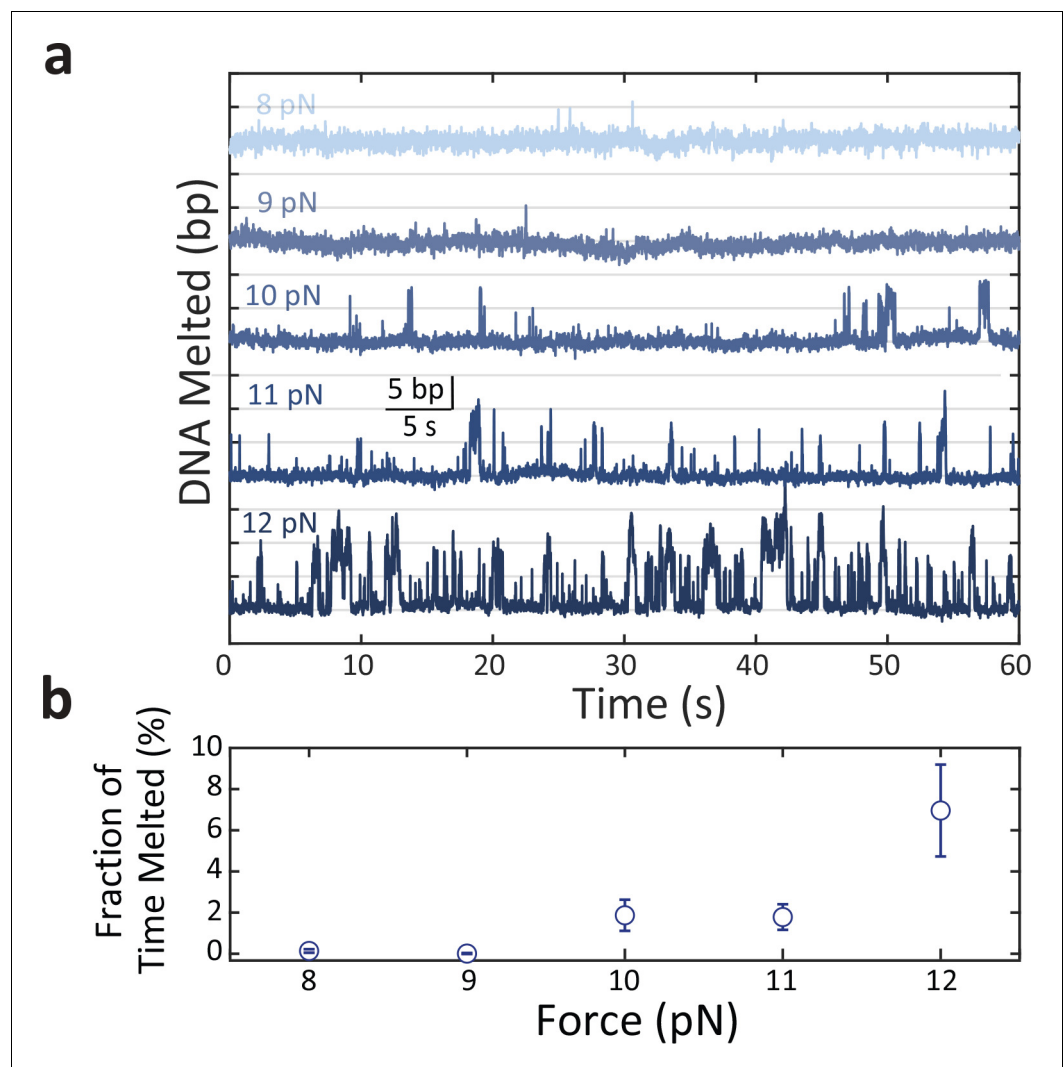 a
8 pN
9 pN
10 pN
11 pN
5 bp
5 s
12 pN
DNA Melted (bp)
0 10 20 30 40 50 60
Time (s)
b
10
8
6
4
2
0
Fraction of
Time Melted (%)
8 9 10 11 12
Force (pN)